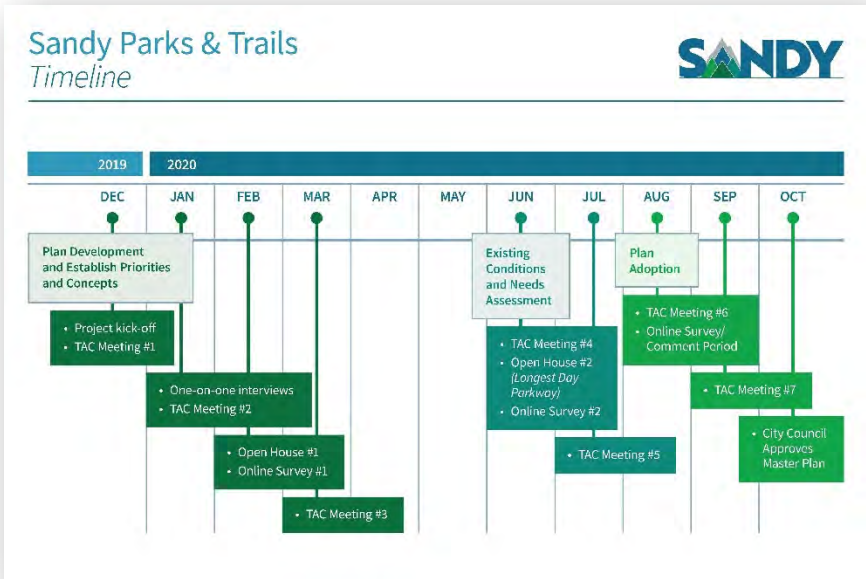 Sandy Parks & Trails
Timeline
SANDY
2019
2020
DEC
JAN
FEB
MAR
APR
MAY
JUN
JUL
AUG
SEP
OCT
Plan Development
and Establish Priorities
and Concepts
Existing
Conditions
and Needs
Assessment
Plan
Adoption
• Project kick-off
• TAC Meeting #1
• One-on-one interviews
• TAC Meeting #2
• Open House #1
• Online Survey #1
• TAC Meeting #3
• TAC Meeting #4
• Open House #2
(Longest Day
Parkway)
• Online Survey #2
• TAC Meeting #5
• TAC Meeting #6
• Online Survey/
Comment Period
• TAC Meeting #7
• City Council
Approves
Master Plan